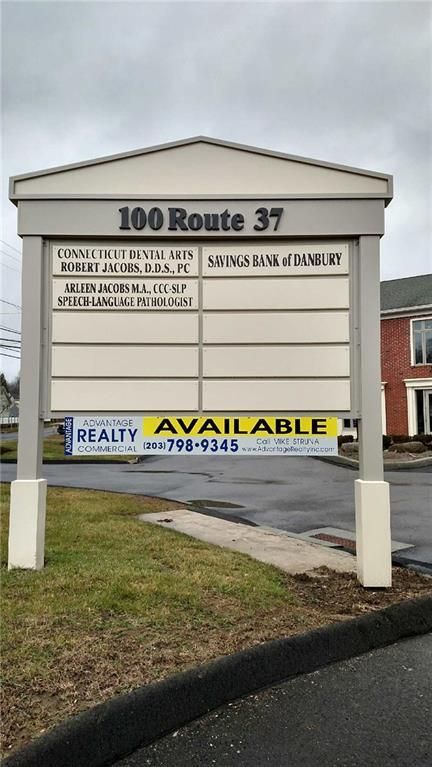 100 Route 37
CONNECTICUT DENTAL ARTS
ROBERT JACOBS, D.D.S., PC
SAVINGS BANK of DANBURY
ARLEEN JACOBS M.A., CCC-SLP
SPEECH-LANGUAGE PATHOLOGIST
ADVANTAGE
ADVANTAGE
REALTY
COMMERCIAL
AVAILABLE
(203) 798•9345
Call MIKE STRUNA
www.AdvantageRealtyInc.com